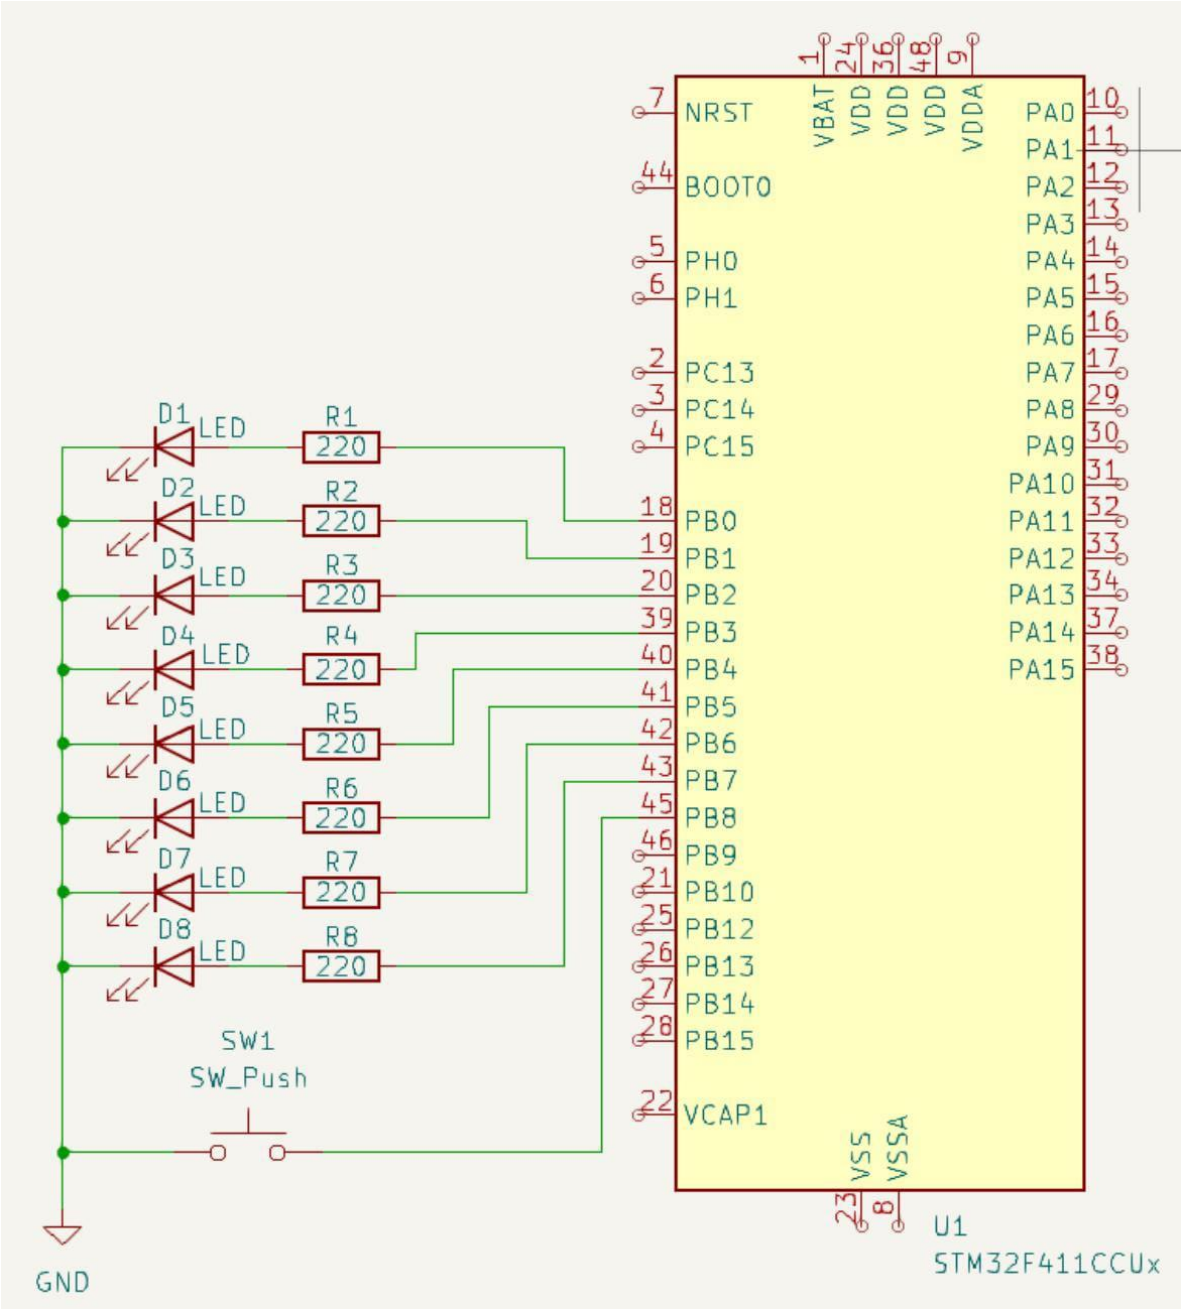 1 24 36 48 9
VBAT VDD VDD VDD VDDA
7 NRST PA0 10
PA1 11
44 BOOT0 PA2 12
PA3 13
5 PH0 PA4 14
6 PH1 PA5 15
PA6 16
2 PC13 PA7 17
3 PC14 PA8 29
4 PC15 PA9 30
PA10 31
18 PB0 PA11 32
19 PB1 PA12 33
20 PB2 PA13 34
39 PB3 PA14 37
40 PB4 PA15 38
41 PB5
42 PB6
43 PB7
45 PB8
46 PB9
21 PB10
25 PB12
26 PB13
27 PB14
28 PB15
22 VCAP1
VSS VSSA
23 8
U1
STM32F411CCUx
D1 LED R1
220
D2 LED R2
220
D3 LED R3
220
D4 LED R4
220
D5 LED R5
220
D6 LED R6
220
D7 LED R7
220
D8 LED R8
220
SW1
SW_Push
GND